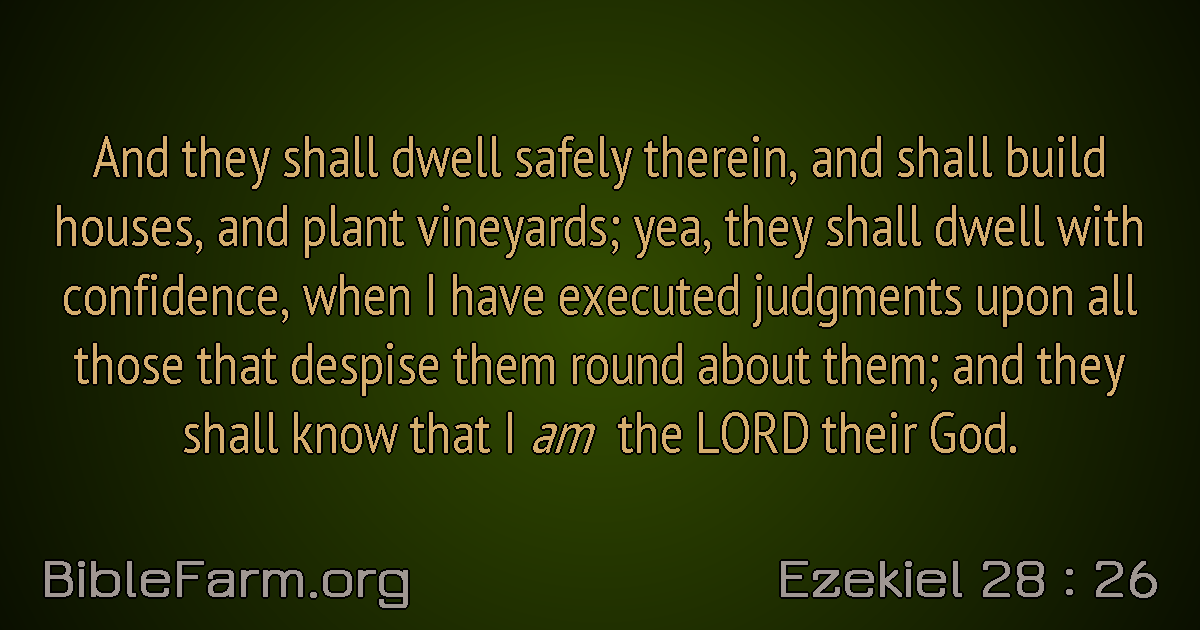 And they shall dwell safely therein, and shall build
houses, and plant vineyards; yea, they shall dwell with
confidence, when I have executed judgments upon all
those that despise them round about them; and they
shall know that I am the LORD their God.
BibleFarm.org
Ezekiel 28 : 26